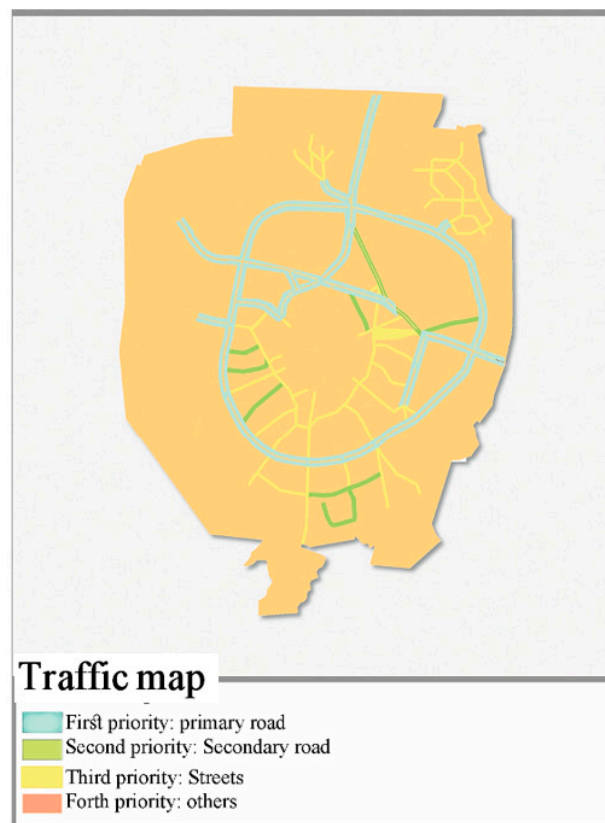 Traffic map
First priority: primary road
Second priority: Secondary road
Third priority: Streets
Forth priority: others